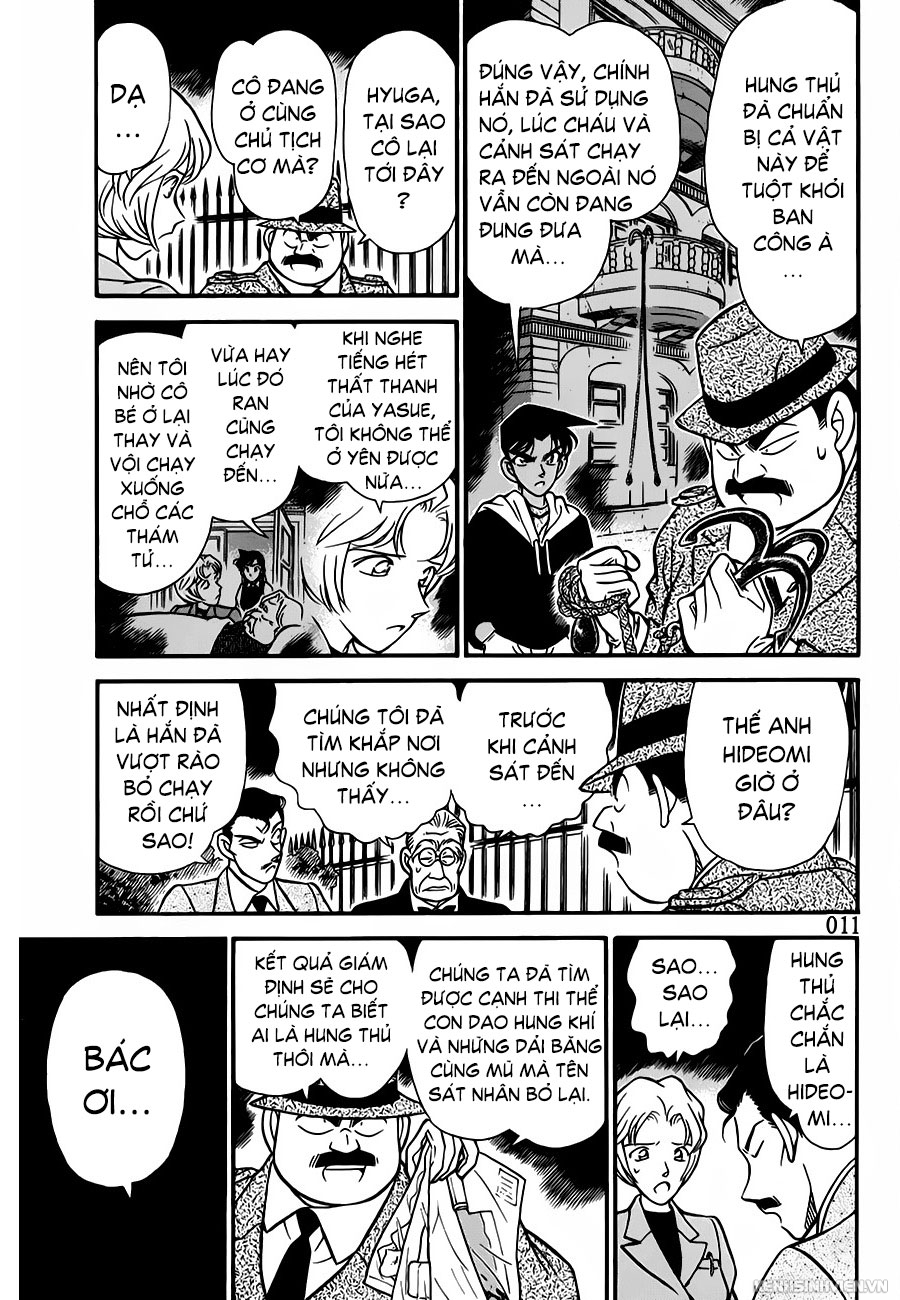 HUNG THỦ
ĐÃ CHUẨN
BỊ CẢ VẬT
NÀY ĐỂ
TUỘT KHỎI
BAN
CÔNG À
...
ĐÚNG VẬY, CHÍNH
HẮN ĐÃ SỬ DỤNG
NÓ, LÚC CHÁU VÀ
CẢNH SÁT CHẠY
RA ĐẾN NGOÀI NÓ
VẪN CÒN ĐANG
ĐUNG ĐƯA
MÀ...
HYUGA,
TẠI SAO
CÔ LẠI
TỚI ĐÂY
?
CÔ ĐANG
Ở CÙNG
CHỦ TỊCH
CƠ MÀ?
DẠ
...
KHI NGHE
TIẾNG HÉT
THẤT THANH
CỦA YASUE,
TÔI KHÔNG THỂ
Ở YÊN ĐƯỢC
NỮA...
VỪA HAY
LÚC ĐÓ
RAN
CŨNG
CHẠY
ĐẾN...
NÊN TÔI
NHỜ CÔ
BÉ Ở LẠI
THAY VÀ
VỘI CHẠY
XUỐNG
CHỖ CÁC
THÁM
TỬ...
THẾ ANH
HIDEOMI
GIỜ Ở
ĐÂU?
TRƯỚC
KHI CẢNH
SÁT ĐẾN
...
CHÚNG TÔI ĐÃ
TÌM KHẮP NƠI
NHƯNG KHÔNG
THẤY...
NHẤT ĐỊNH
LÀ HẮN ĐÃ
VƯỢT RÀO
BỎ CHẠY
RỒI CHỨ
SAO!
011
HUNG
THỦ
CHẮC
CHẮN
LÀ
HIDEO-
MI...
SAO...
SAO
LẠI...
CHÚNG TA ĐÃ TÌM
ĐƯỢC CẠNH THI THỂ
CON DAO HUNG KHÍ
VÀ NHỮNG DẢI BĂNG
CÙNG MŨ MÀ TÊN
SÁT NHÂN BỎ LẠI.
KẾT QUẢ GIÁM
ĐỊNH SẼ CHO
CHÚNG TA BIẾT
AI LÀ HUNG THỦ
THÔI MÀ...
BÁC
ƠI...
KENHSINHVIEN.VN